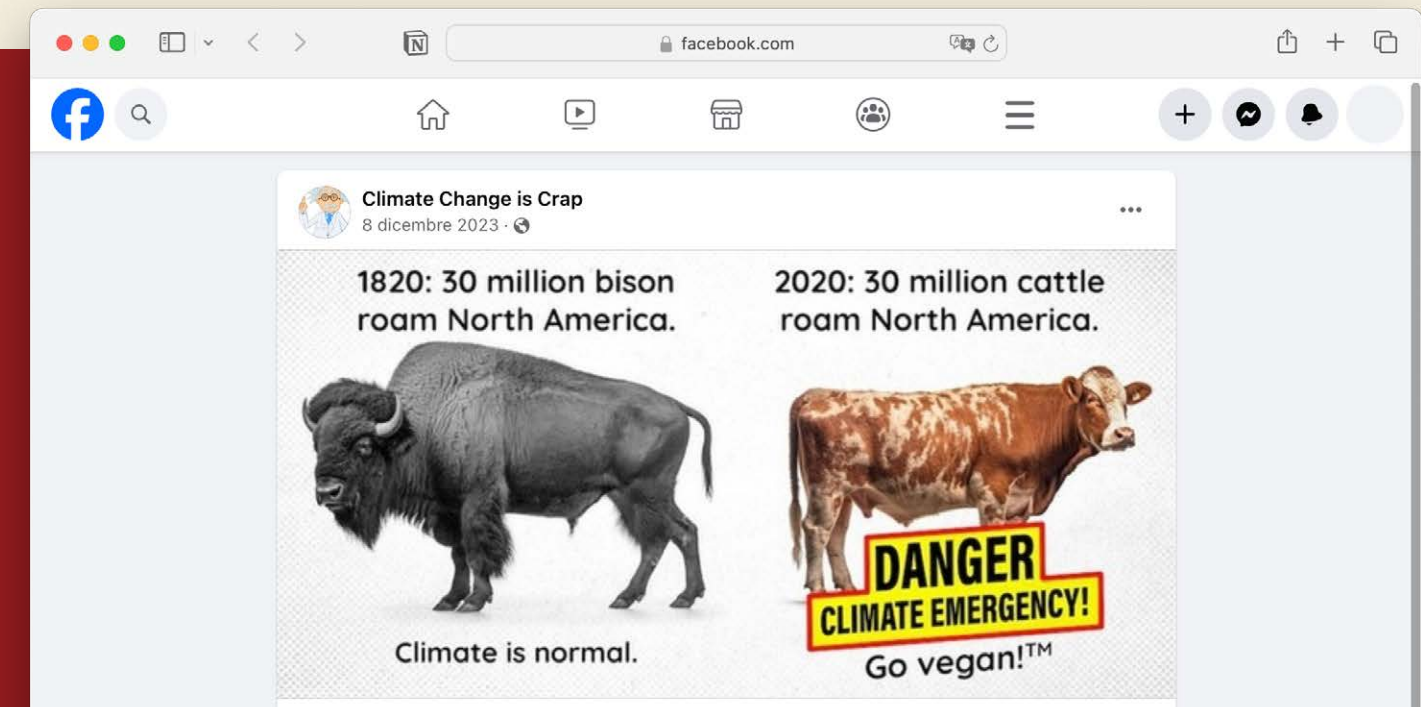 facebook.com
Climate Change is Crap
8 dicembre 2023 ·
1820: 30 million bison
roam North America.
2020: 30 million cattle
roam North America.
DANGER
CLIMATE EMERGENCY!
Climate is normal.
Go vegan!™